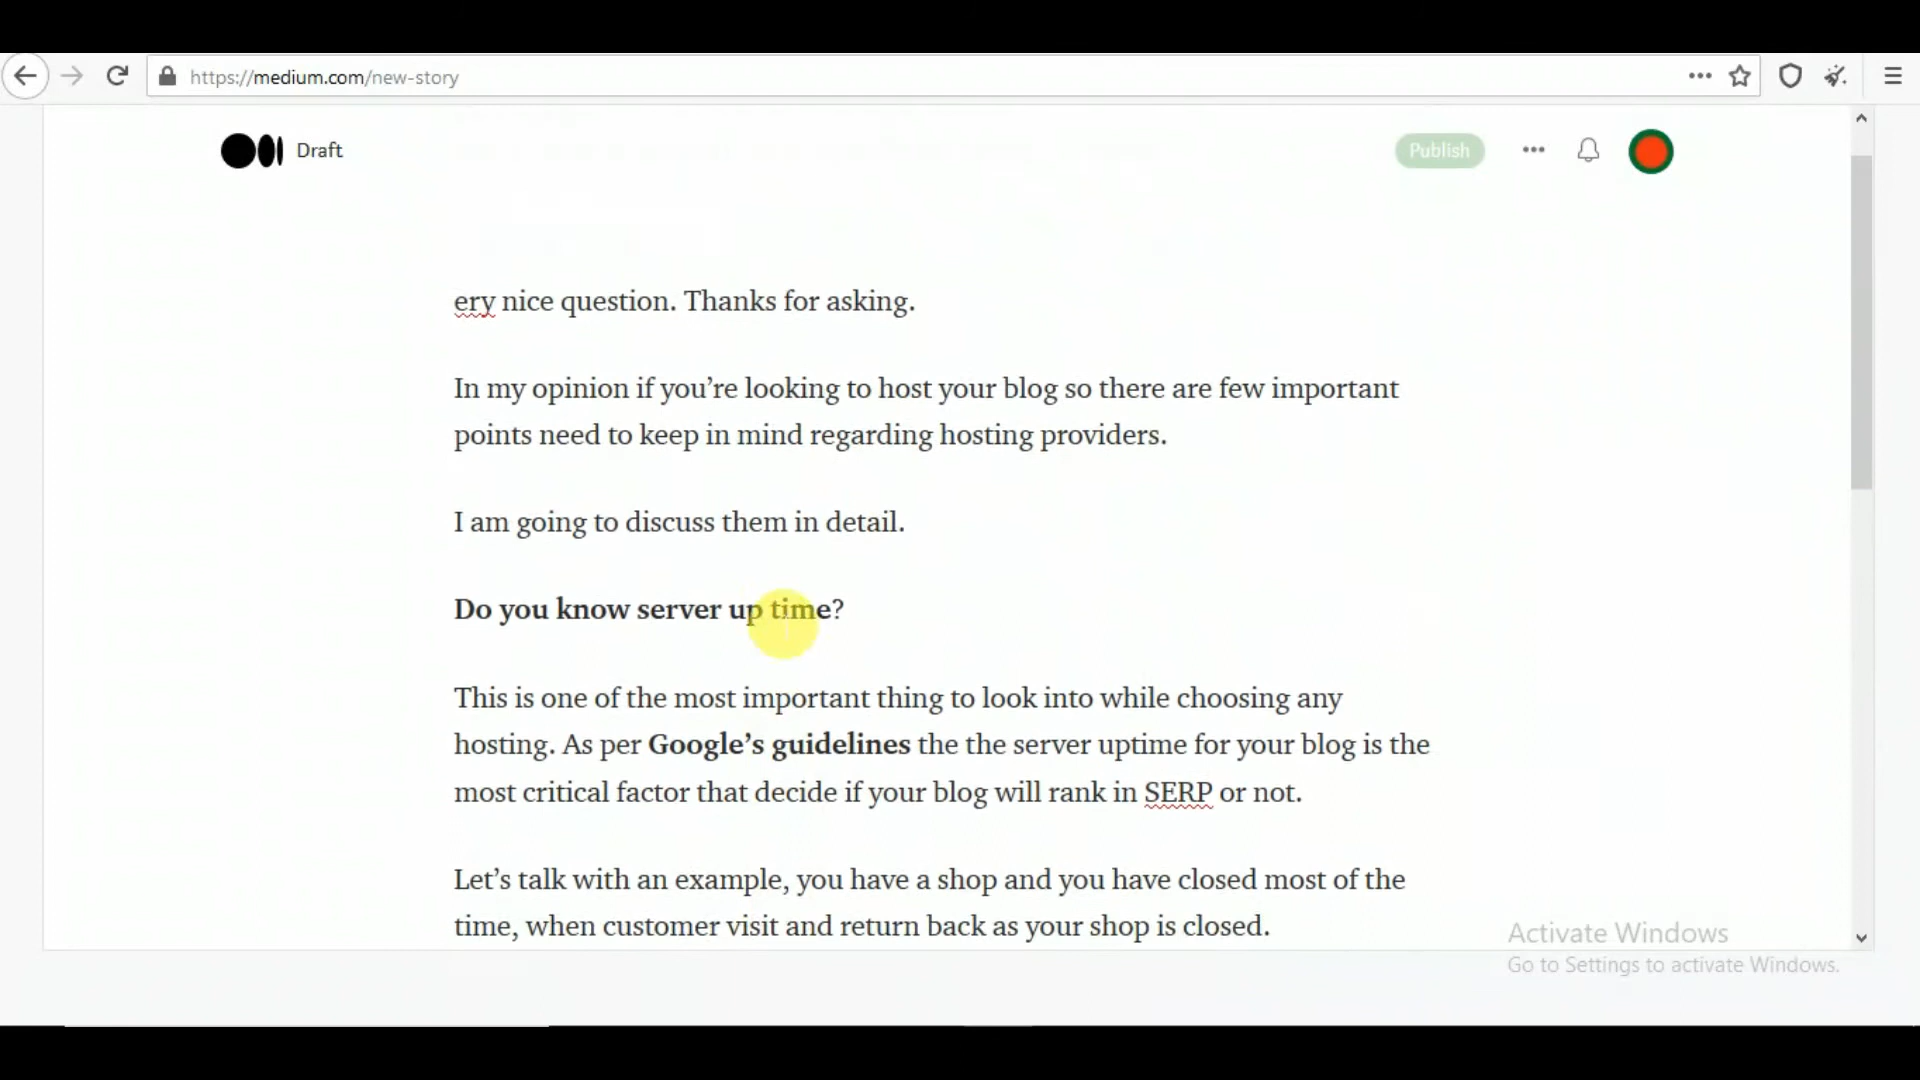 https://medium.com/new-story
Draft
Publish
ery nice question. Thanks for asking.
In my opinion if you’re looking to host your blog so there are few important
points need to keep in mind regarding hosting providers.
I am going to discuss them in detail.
Do you know server up time?
This is one of the most important thing to look into while choosing any
hosting. As per Google’s guidelines the the server uptime for your blog is the
most critical factor that decide if your blog will rank in SERP or not.
Let’s talk with an example, you have a shop and you have closed most of the
time, when customer visit and return back as your shop is closed.
Activate Windows
Go to Settings to activate Windows.